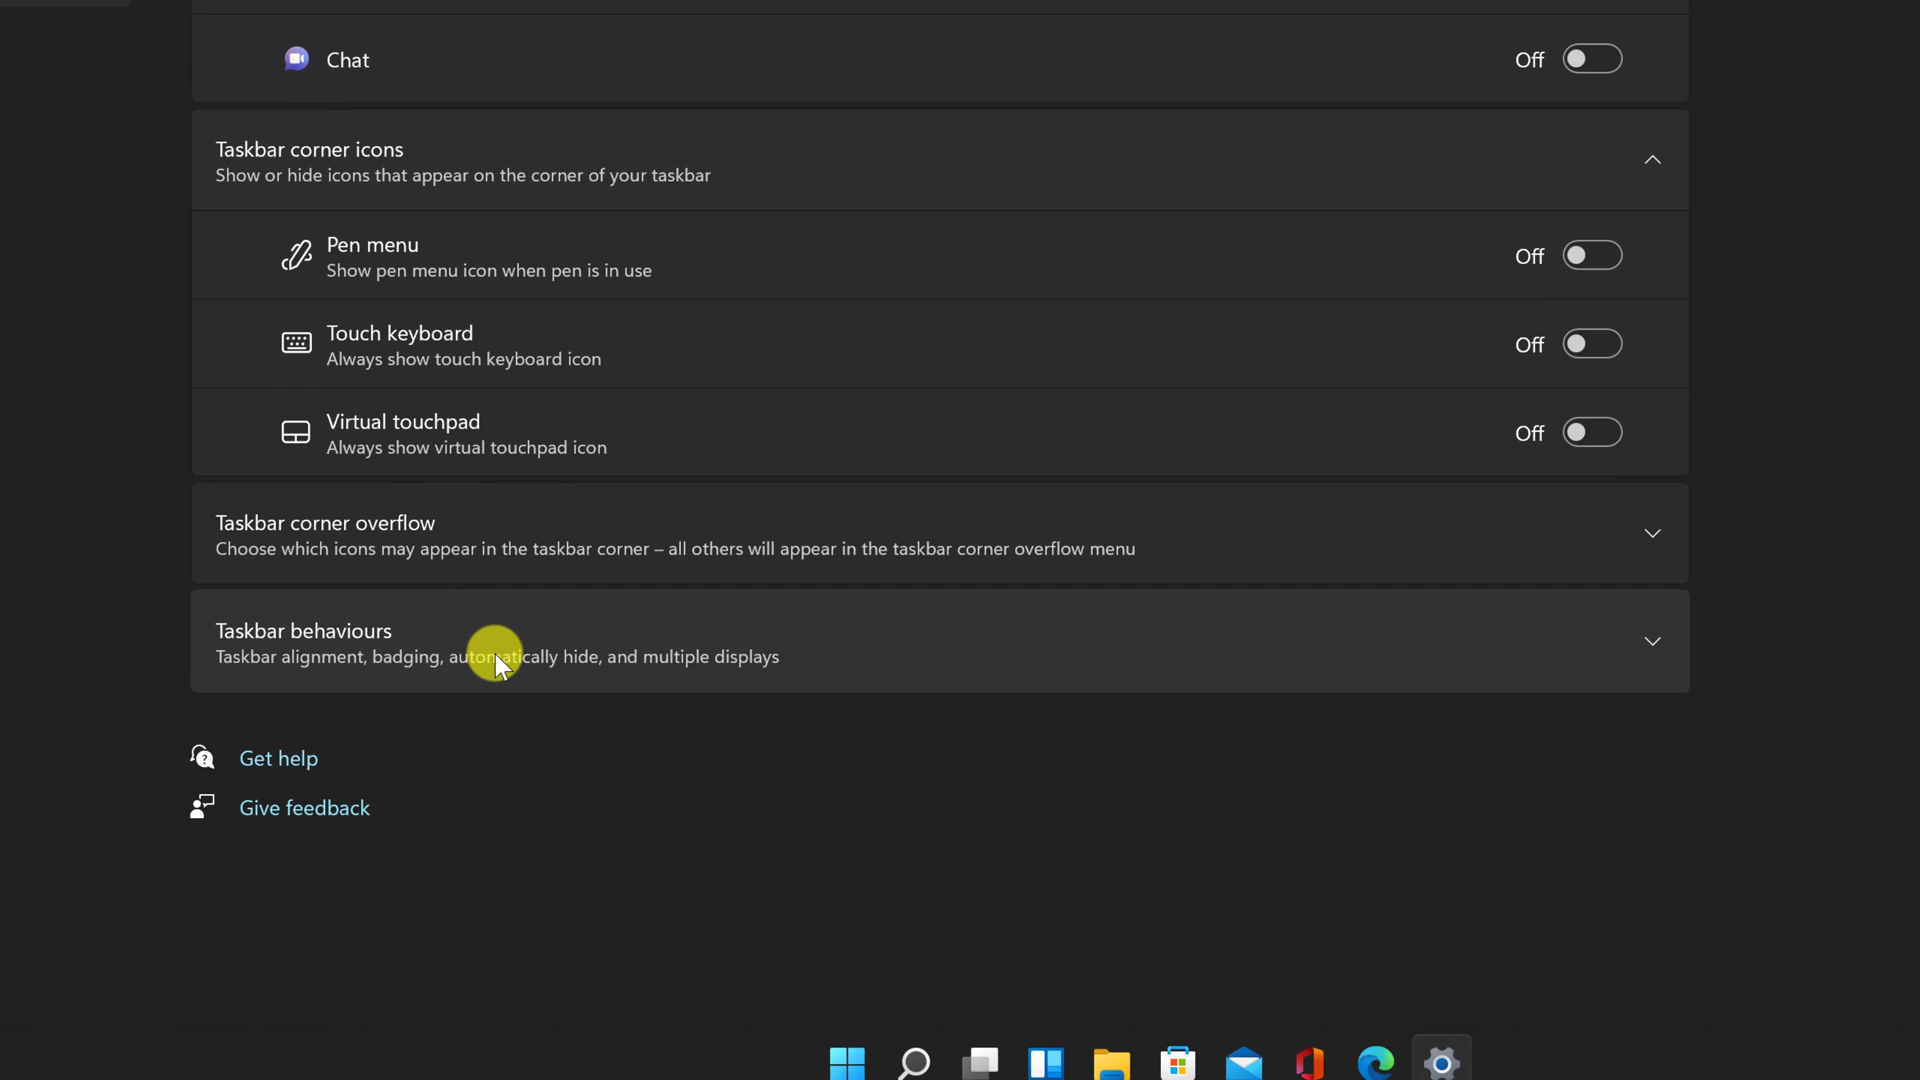 Chat
Off
Taskbar corner icons
Show or hide icons that appear on the corner of your taskbar
Pen menu
Show pen menu icon when pen is in use
Off
Touch keyboard
Always show touch keyboard icon
Off
Virtual touchpad
Always show virtual touchpad icon
Off
Taskbar corner overflow
Choose which icons may appear in the taskbar corner – all others will appear in the taskbar corner overflow menu
Taskbar behaviours
Taskbar alignment, badging, automatically hide, and multiple displays
Get help
Give feedback